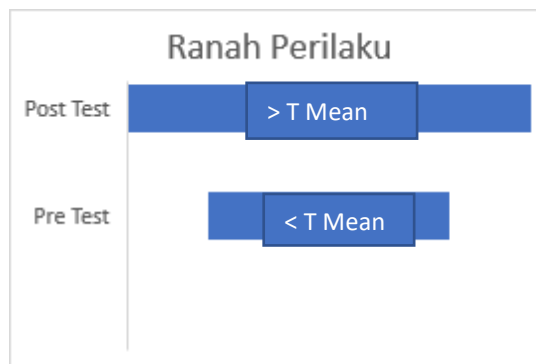 Ranah Perilaku
Post Test
> T Mean
Pre Test
< T Mean